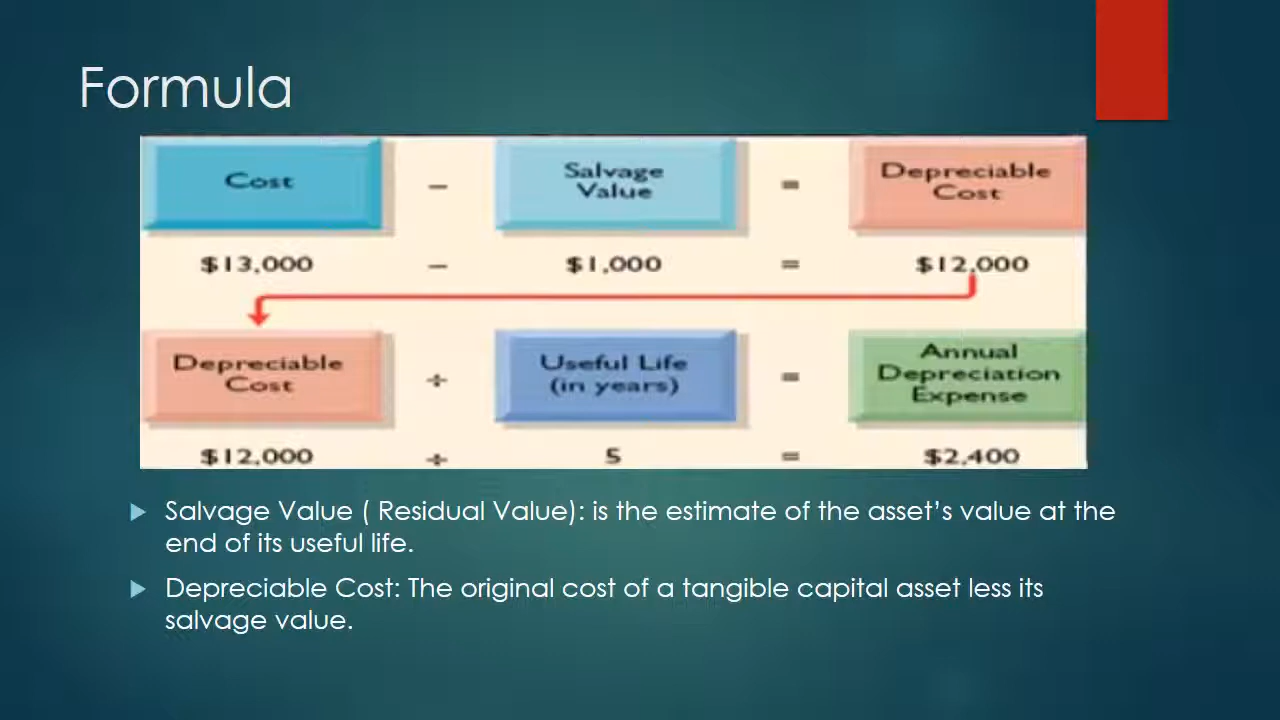 Formula
Cost − Salvage Value = Depreciable Cost
$13,000 − $1,000 = $12,000
Depreciable Cost ÷ Useful Life (in years) = Annual Depreciation Expense
$12,000 ÷ 5 = $2,400
Salvage Value ( Residual Value): is the estimate of the asset’s value at the
end of its useful life.
Depreciable Cost: The original cost of a tangible capital asset less its
salvage value.